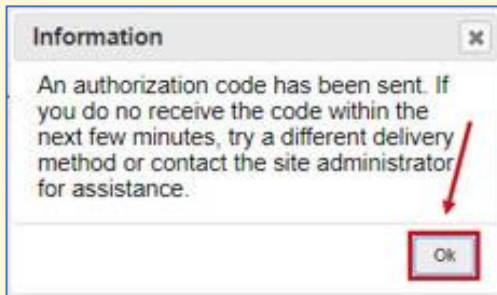 Information
An authorization code has been sent. If
you do no receive the code within the
next few minutes, try a different delivery
method or contact the site administrator
for assistance.
Ok